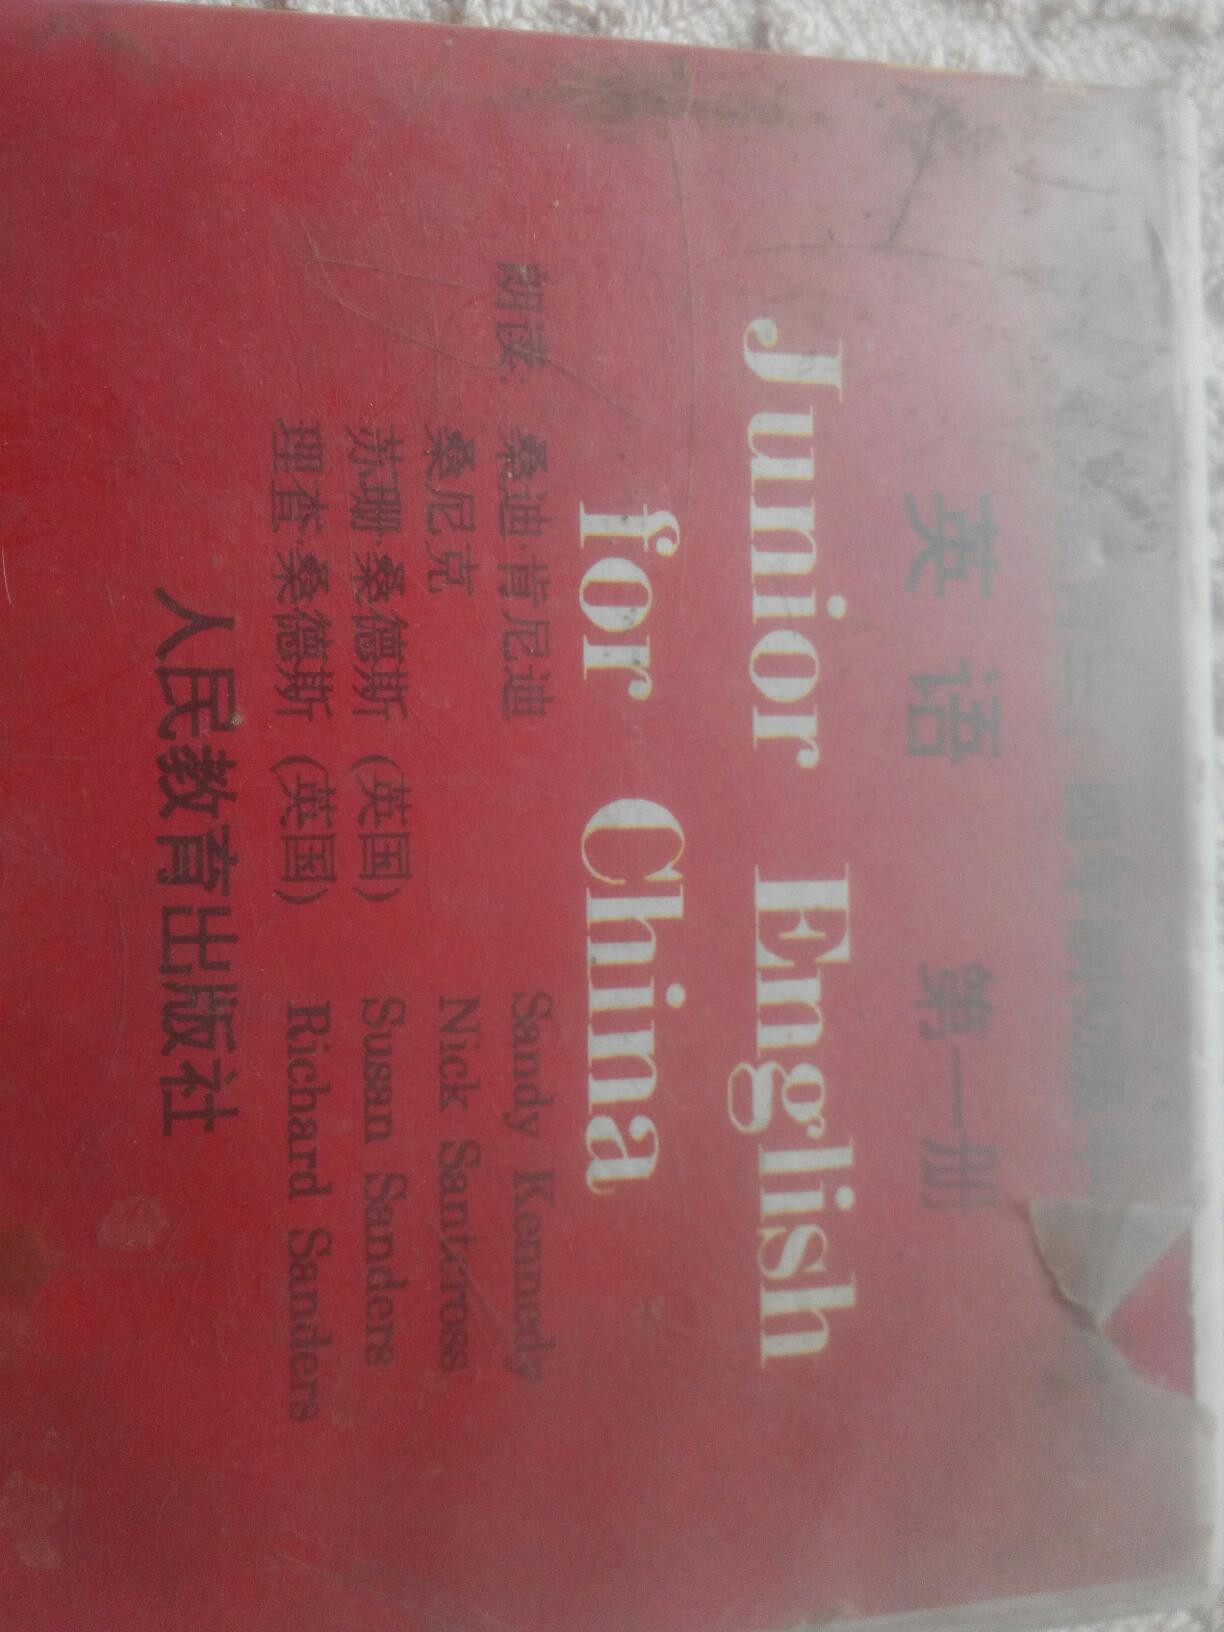 英语 第一册
Junior English
for China
朗读: 桑迪·肯尼迪 Sandy Kennedy
桑尼克 Nick Santcross
苏珊·桑德斯 (英国) Susan Sanders
理查·桑德斯 (英国) Richard Sanders
人民教育出版社